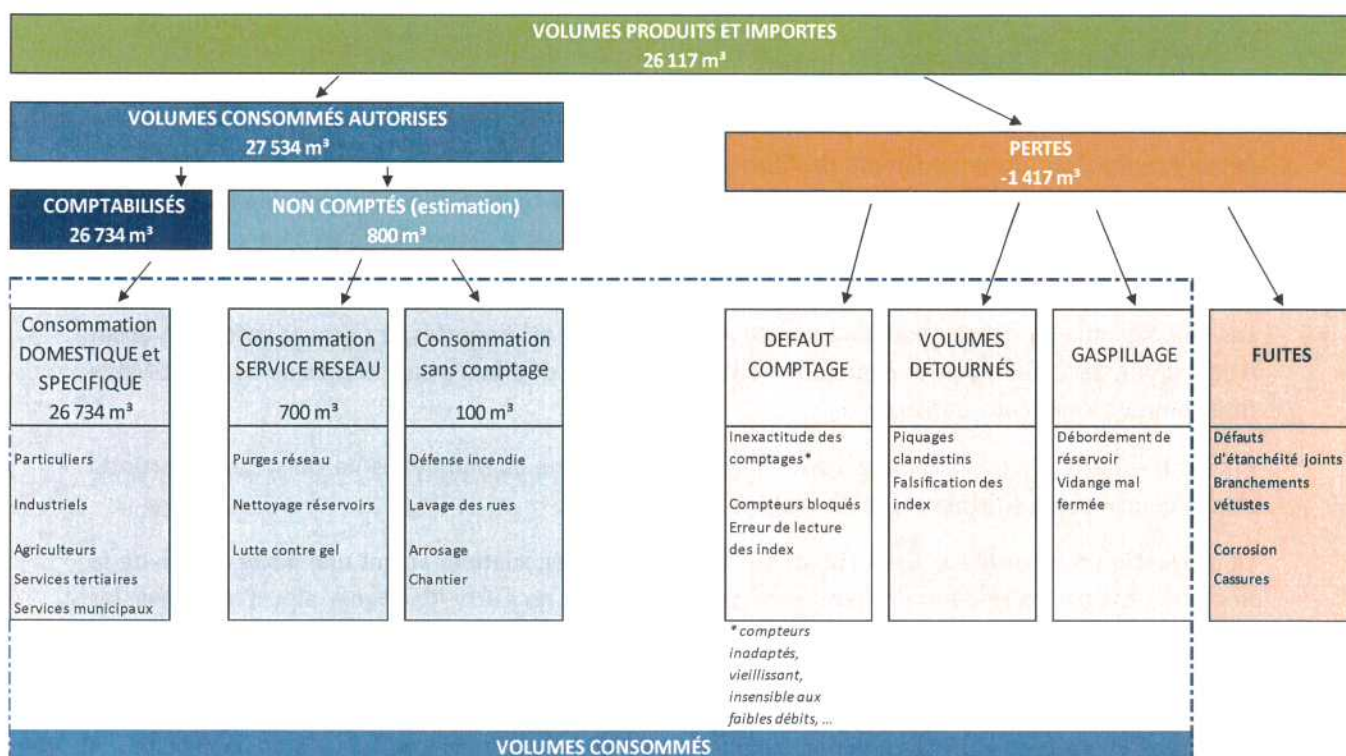 VOLUMES PRODUITS ET IMPORTES
26 117 m³
VOLUMES CONSOMMÉS AUTORISES
27 534 m³
PERTES
-1 417 m³
COMPTABILISÉS
26 734 m³
NON COMPTÉS (estimation)
800 m³
Consommation
DOMESTIQUE et
SPECIFIQUE
26 734 m³
Particuliers
Industriels
Agriculteurs
Services tertiaires
Services municipaux
Consommation
SERVICE RESEAU
700 m³
Purges réseau
Nettoyage réservoirs
Lutte contre gel
Consommation
sans comptage
100 m³
Défense incendie
Lavage des rues
Arrosage
Chantier
DEFAUT
COMPTAGE
Inexactitude des
comptages*
Compteurs bloqués
Erreur de lecture
des index
* compteurs
inadaptés,
vieillissant,
insensible aux
faibles débits, ...
VOLUMES
DETOURNÉS
Piquages
clandestins
Falsification des
index
GASPILLAGE
Débordement de
réservoir
Vidange mal
fermée
FUITES
Défauts
d'étanchéité joints
Branchements
vétustes
Corrosion
Cassures
VOLUMES CONSOMMÉS